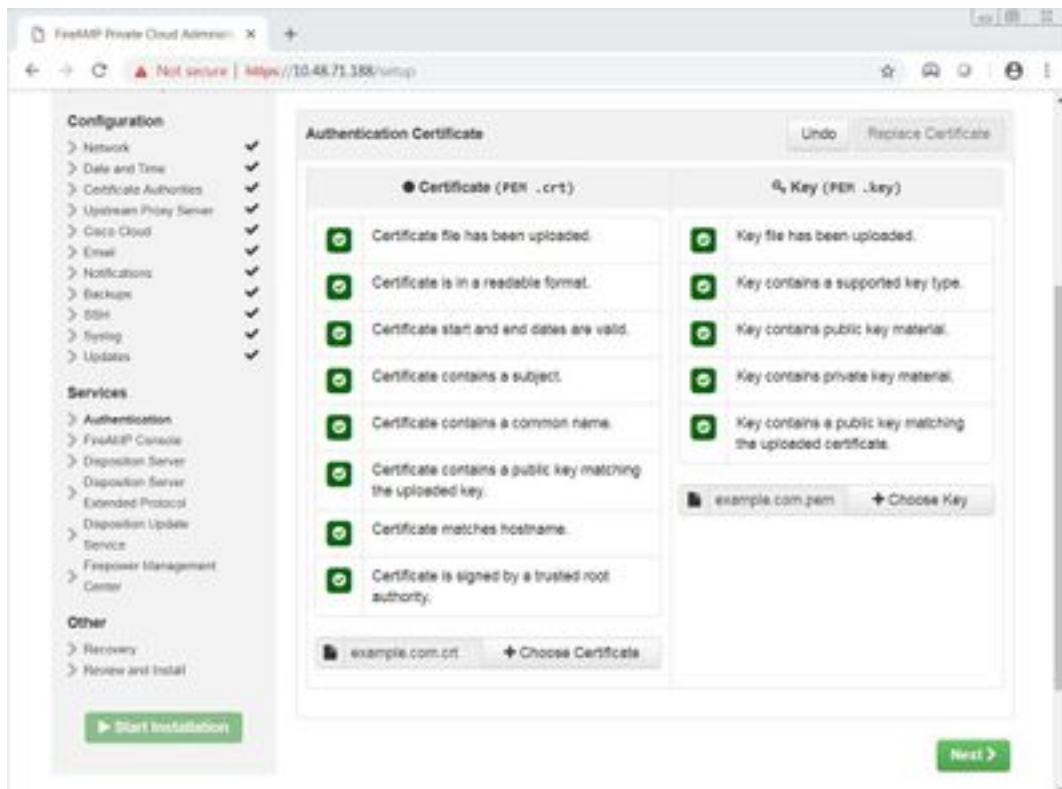 FireAMP Private Cloud Adminis
Not secure | https://10.48.71.188/setup
Configuration
Network
Date and Time
Certificate Authorities
Upstream Proxy Server
Cisco Cloud
Email
Notifications
Backups
SSH
Syslog
Updates
Services
Authentication
FireAMP Console
Disposition Server
Disposition Server
Extended Protocol
Disposition Update
Service
Firepower Management
Center
Other
Recovery
Review and Install
Start Installation
Authentication Certificate
Undo
Replace Certificate
Certificate (PEM .crt)
Certificate file has been uploaded.
Certificate is in a readable format.
Certificate start and end dates are valid.
Certificate contains a subject.
Certificate contains a common name.
Certificate contains a public key matching
the uploaded key.
Certificate matches hostname.
Certificate is signed by a trusted root
authority.
example.com.crt
+ Choose Certificate
Key (PEM .key)
Key file has been uploaded.
Key contains a supported key type.
Key contains public key material.
Key contains private key material.
Key contains a public key matching
the uploaded certificate.
example.com.pem
+ Choose Key
Next